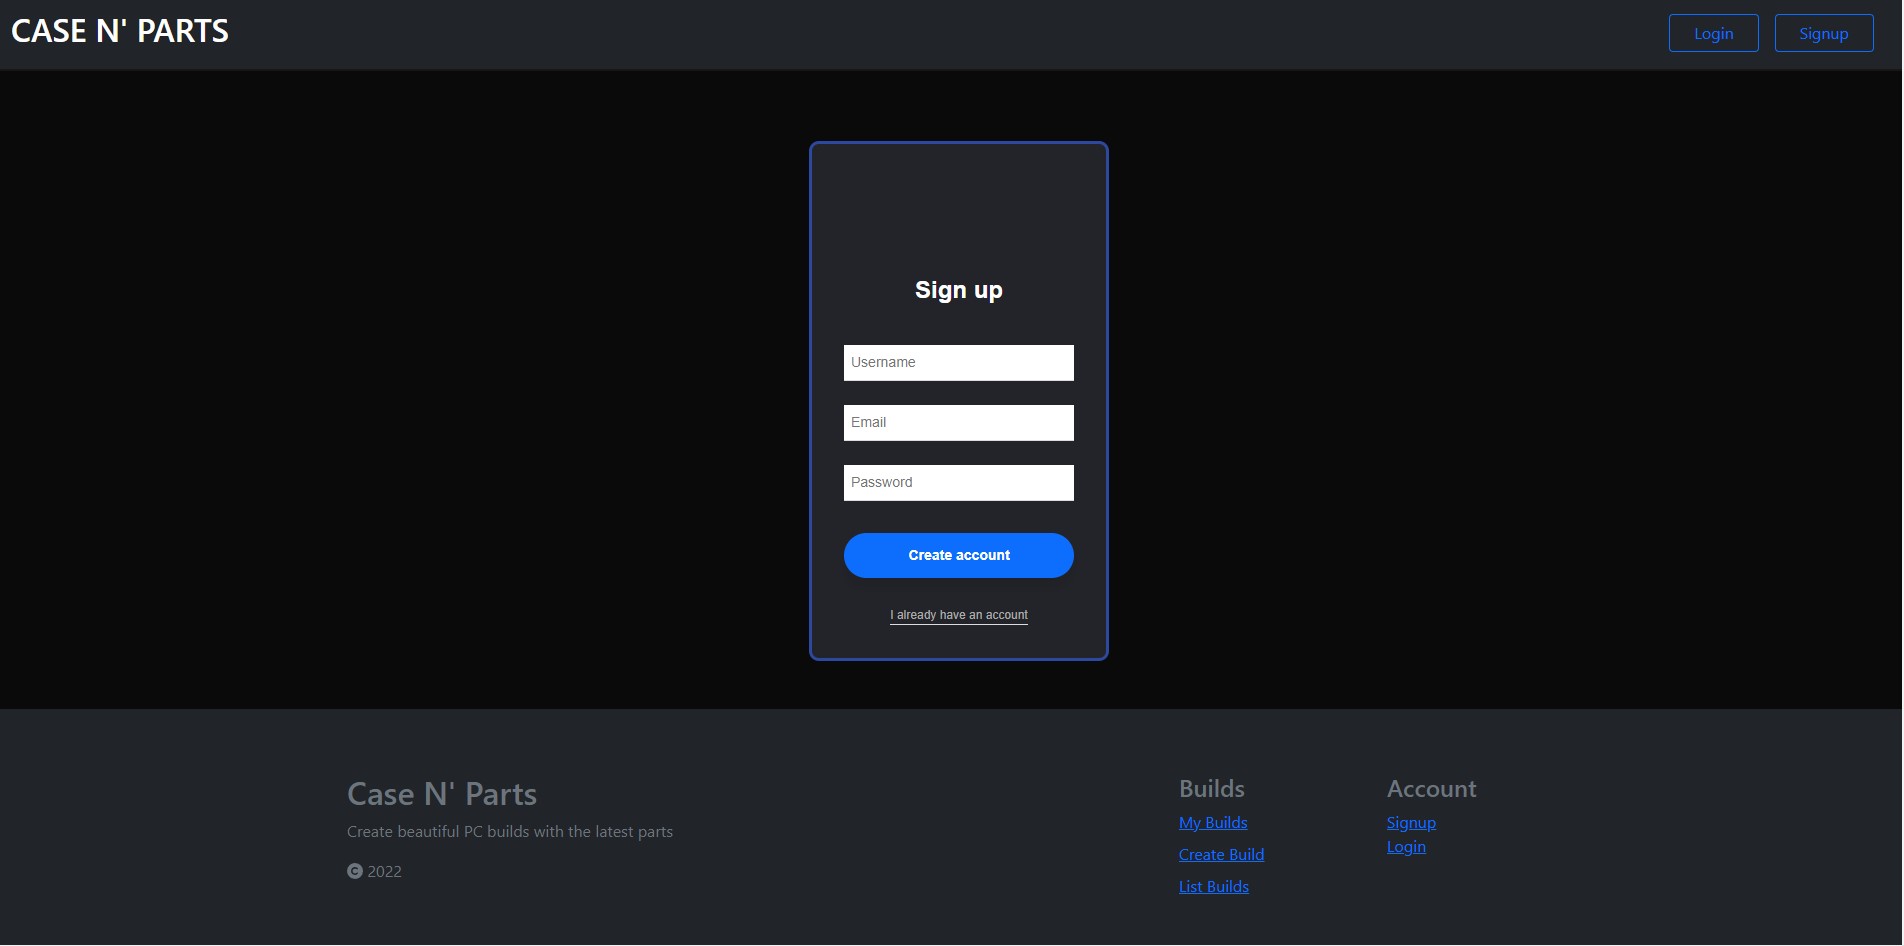 CASE N' PARTS
Login
Signup
Sign up
Username
Email
Password
Create account
I already have an account
Case N' Parts
Create beautiful PC builds with the latest parts
© 2022
Builds
My Builds
Create Build
List Builds
Account
Signup
Login